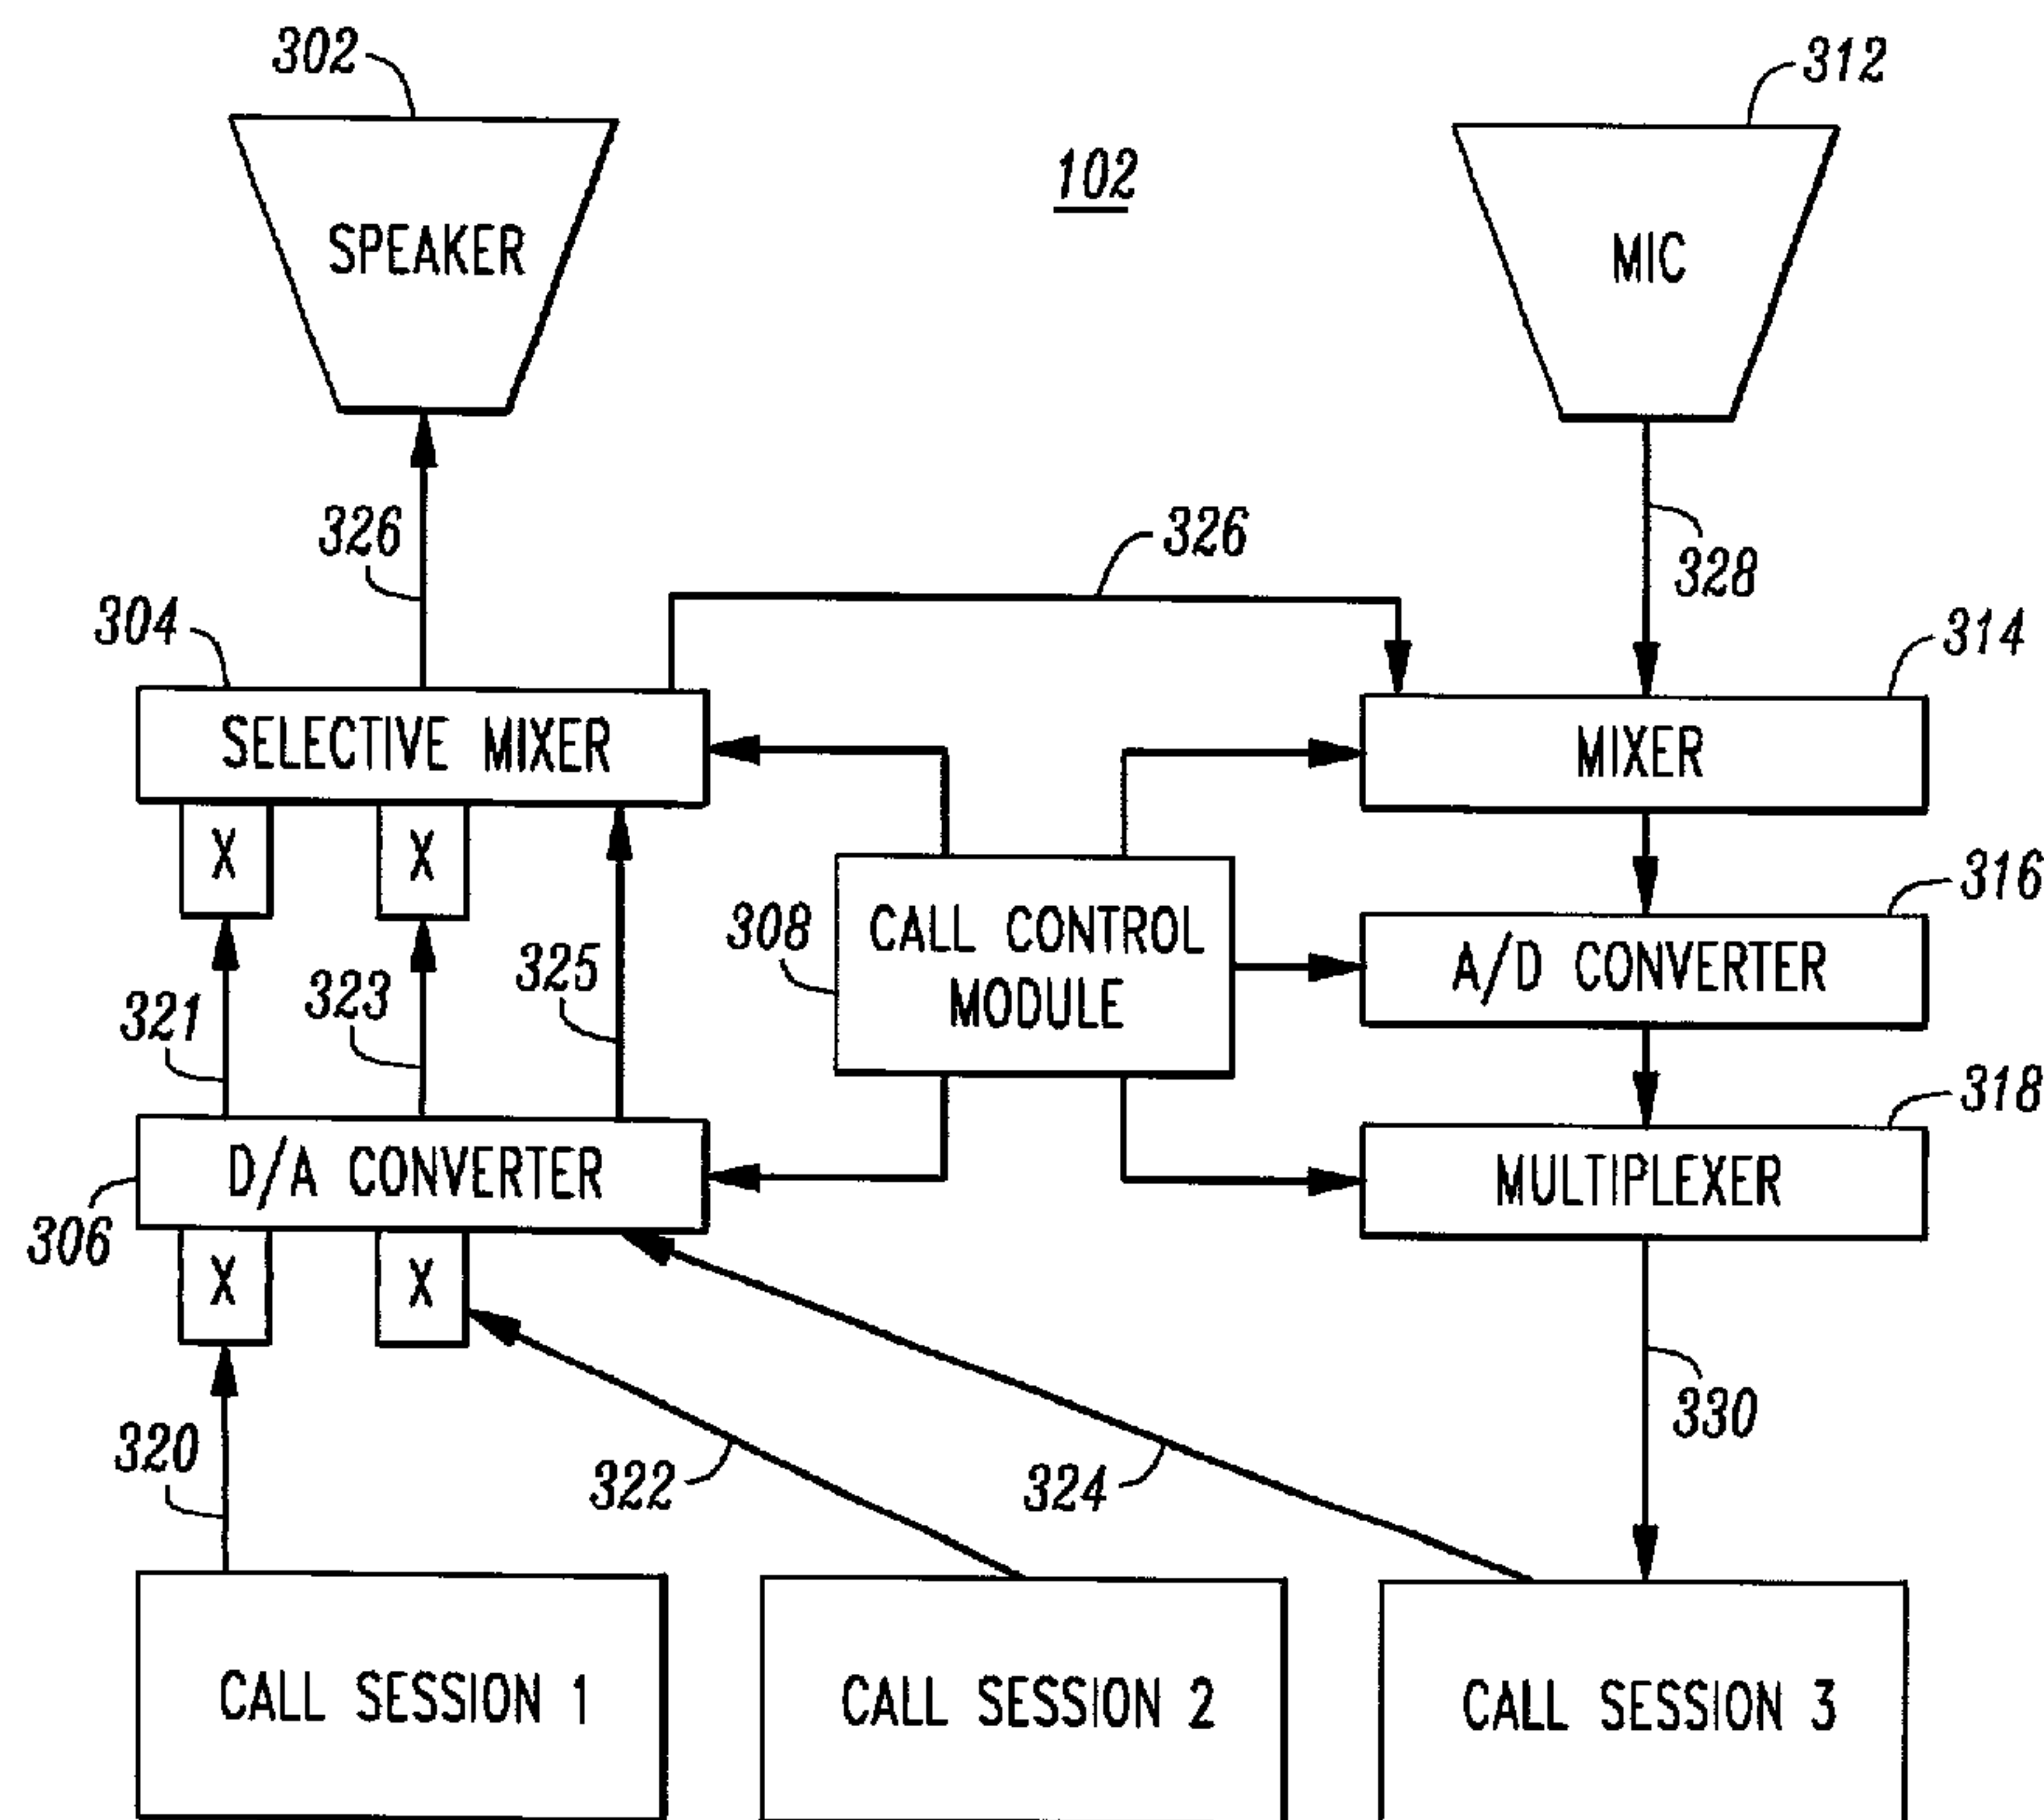 302
312
102
SPEAKER
MIC
326
326
328
304
314
SELECTIVE MIXER
MIXER
X
X
316
308
CALL CONTROL
MODULE
A/D CONVERTER
321
323
325
318
D/A CONVERTER
MULTIPLEXER
306
X
X
320
322
324
330
CALL SESSION 1
CALL SESSION 2
CALL SESSION 3